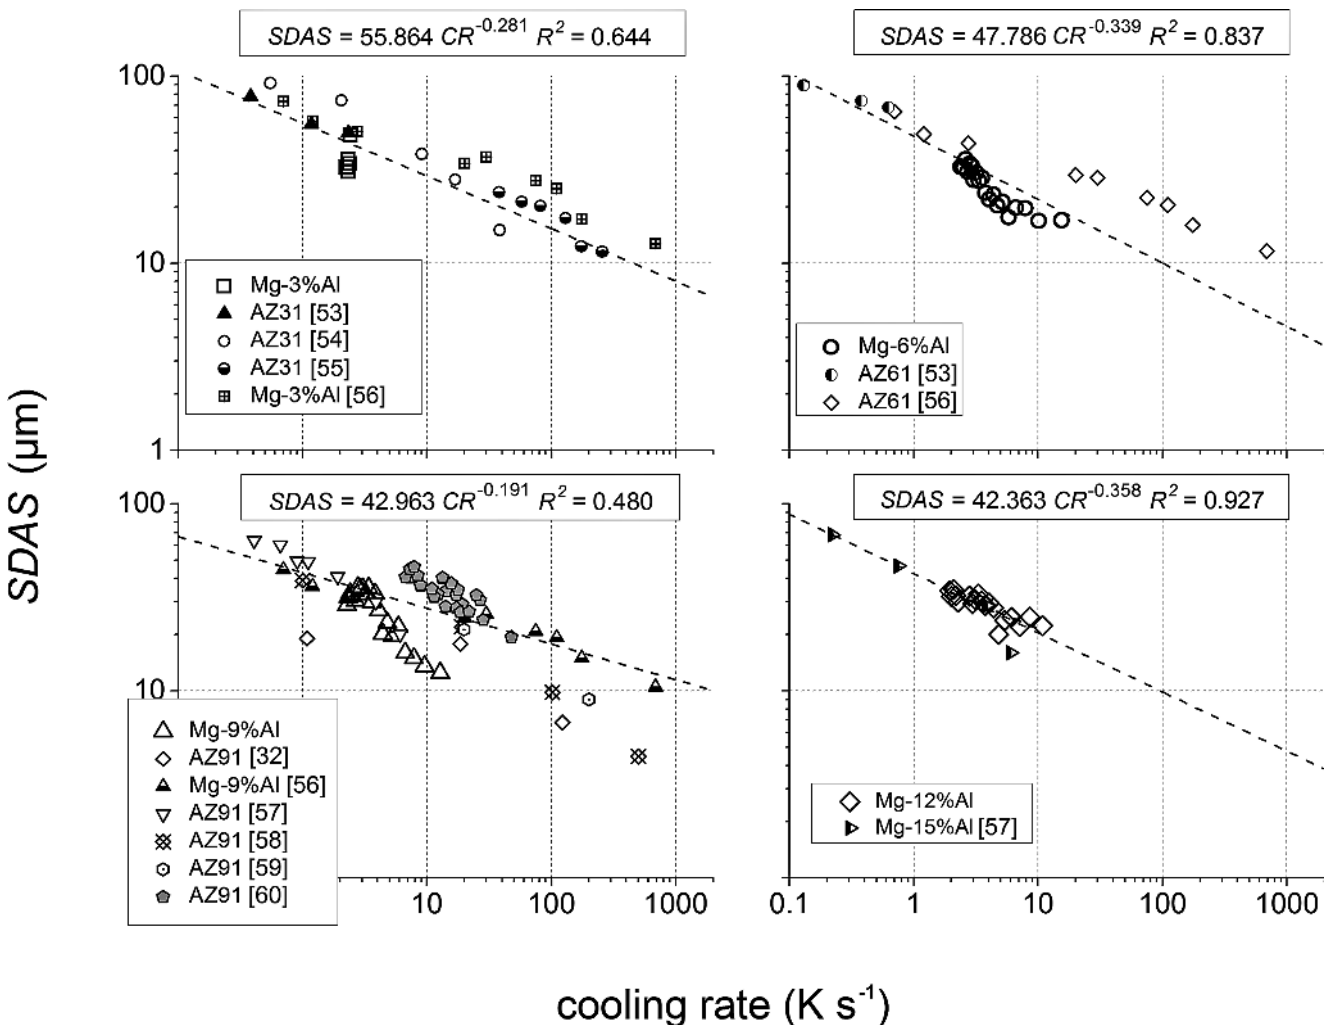 SDAS = 55.864 CR^-0.281 R^2 = 0.644
SDAS = 47.786 CR^-0.339 R^2 = 0.837
100
10
1
Mg-3%Al
AZ31 [53]
AZ31 [54]
AZ31 [55]
Mg-3%Al [56]
Mg-6%Al
AZ61 [53]
AZ61 [56]
SDAS (µm)
SDAS = 42.963 CR^-0.191 R^2 = 0.480
SDAS = 42.363 CR^-0.358 R^2 = 0.927
100
10
Mg-9%Al
AZ91 [32]
Mg-9%Al [56]
AZ91 [57]
AZ91 [58]
AZ91 [59]
AZ91 [60]
Mg-12%Al
Mg-15%Al [57]
10 100 1000
0.1 1 10 100 1000
cooling rate (K s^-1)